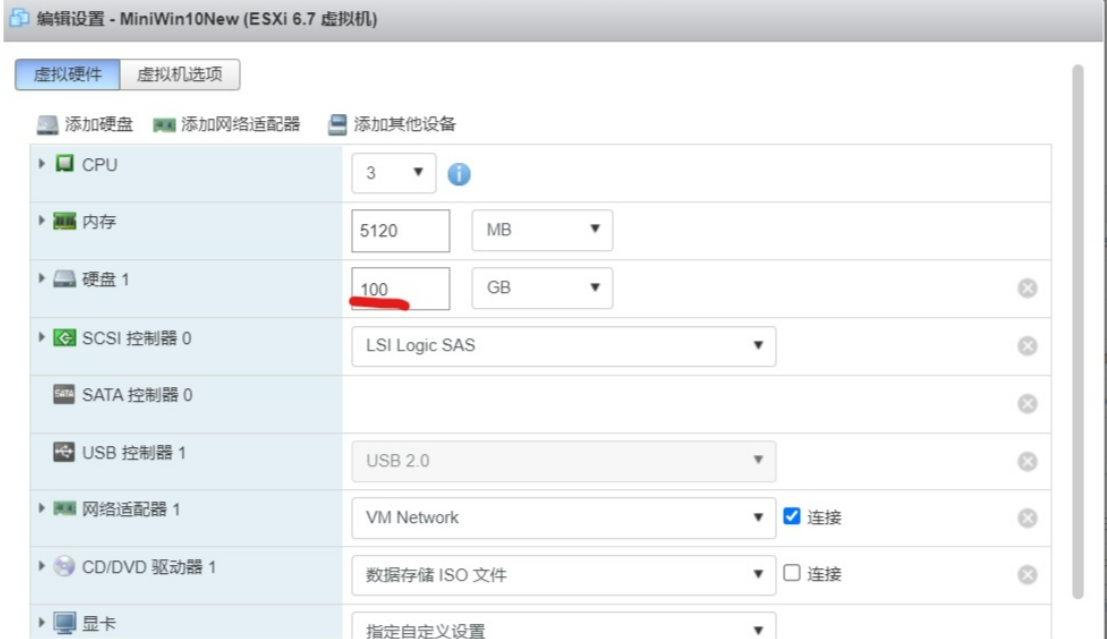 编辑设置 - MiniWin10New (ESXi 6.7 虚拟机)
虚拟硬件 虚拟机选项
添加硬盘 添加网络适配器 添加其他设备
CPU 3
内存 5120 MB
硬盘 1 100 GB
SCSI 控制器 0 LSI Logic SAS
SATA 控制器 0
USB 控制器 1 USB 2.0
网络适配器 1 VM Network 连接
CD/DVD 驱动器 1 数据存储 ISO 文件 连接
显卡 指定自定义设置